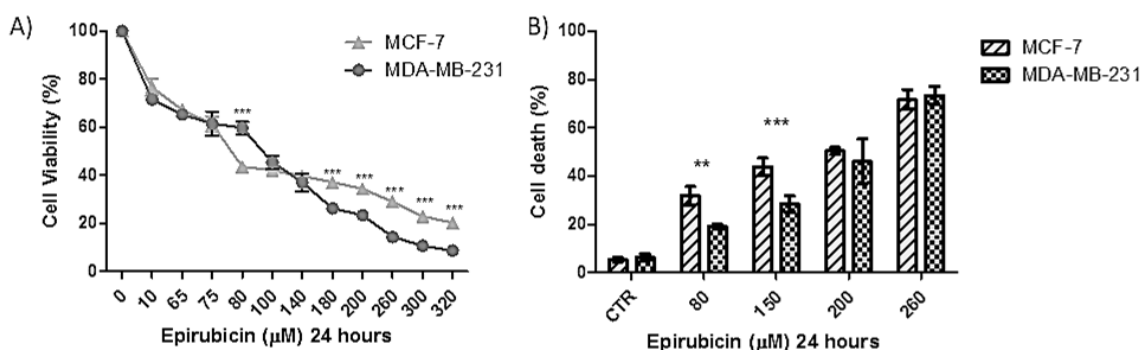 A)
Cell Viability (%)
100
80
60
40
20
0
MCF-7
MDA-MB-231
***
*** *** *** *** ***
0 10 65 75 80 100 140 180 200 260 300 320
Epirubicin (μM) 24 hours
B)
Cell death (%)
100
80
60
40
20
0
MCF-7
MDA-MB-231
**
***
CTR 80 150 200 260
Epirubicin (μM) 24 hours